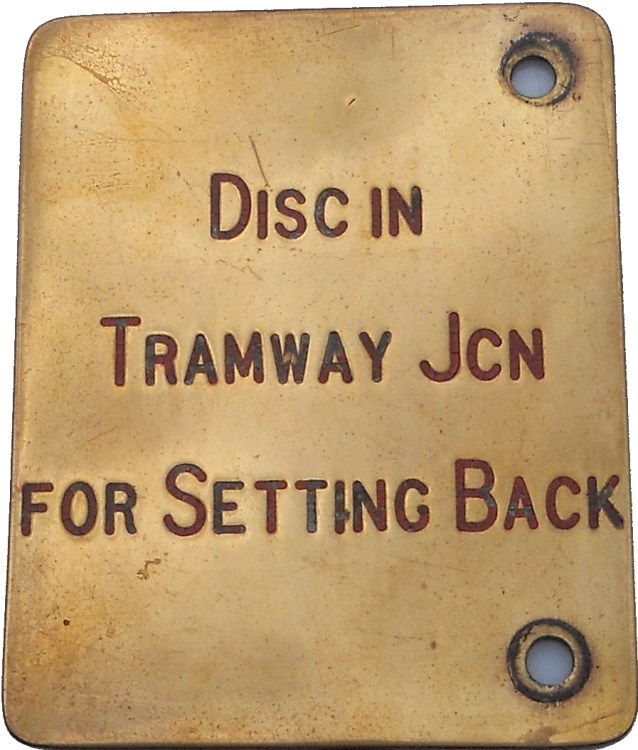 Disc in
Tramway Jcn
for Setting Back